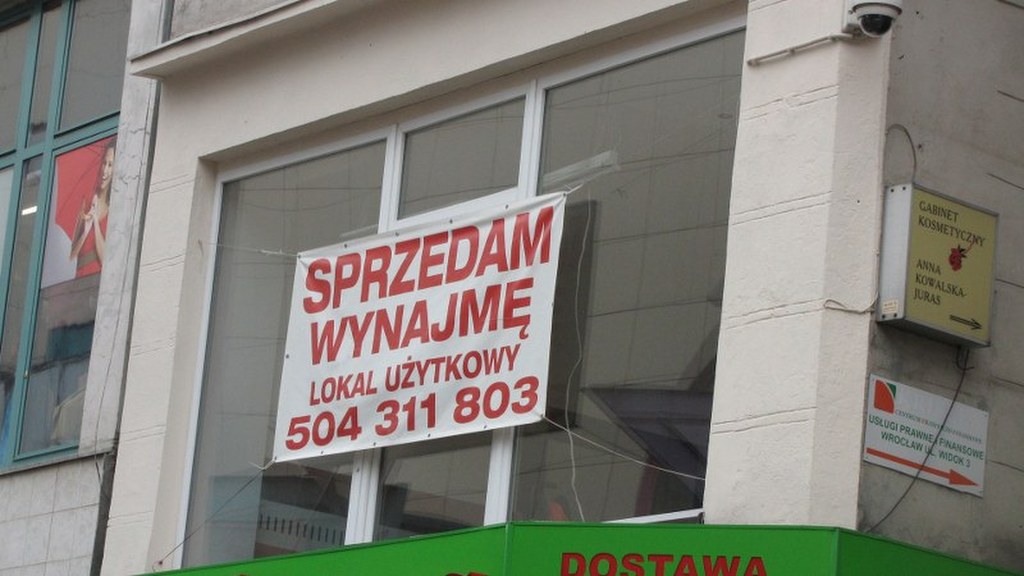 SPRZEDAM
WYNAJMĘ
LOKAL UŻYTKOWY
504 311 803
GABINET
KOSMETYCZNY
ANNA
KOWALSKA-
JURAS
USŁUGI PRAWNE I FINANSOWE
WROCŁAW UL. WIDOK 3
DOSTAWA